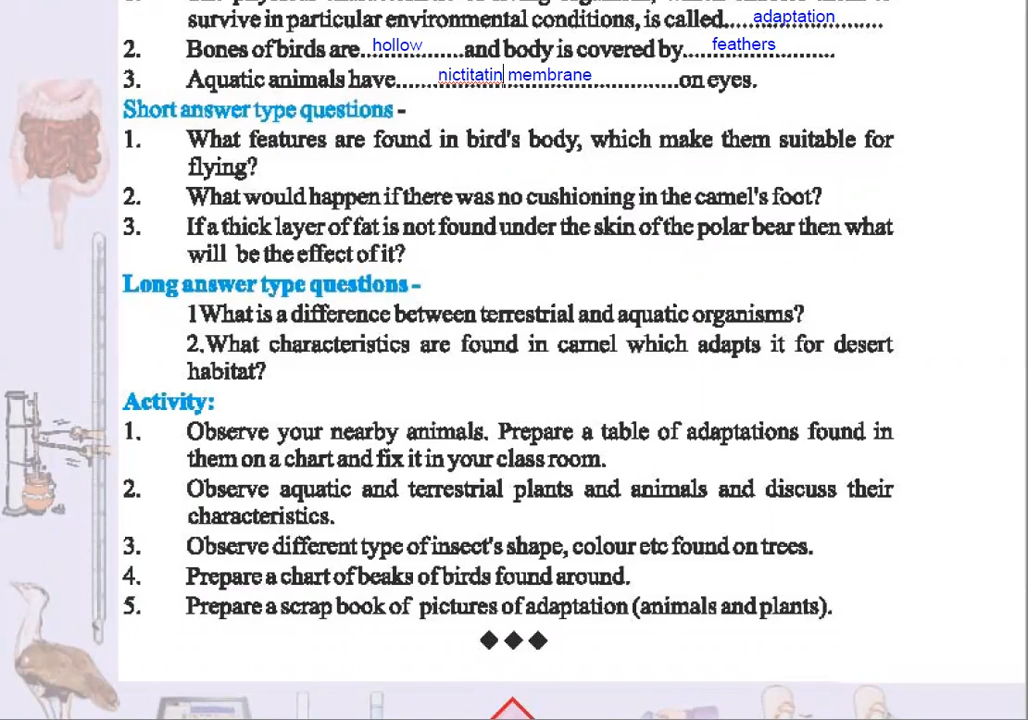 survive in particular environmental conditions, is called.....adaptation..........
2. Bones of birds are..hollow......and body is covered by.....feathers..........
3. Aquatic animals have.......nictitatin membrane...............on eyes.
Short answer type questions -
1. What features are found in bird's body, which make them suitable for
flying?
2. What would happen if there was no cushioning in the camel's foot?
3. If a thick layer of fat is not found under the skin of the polar bear then what
will be the effect of it?
Long answer type questions -
1What is a difference between terrestrial and aquatic organisms?
2.What characteristics are found in camel which adapts it for desert
habitat?
Activity:
1. Observe your nearby animals. Prepare a table of adaptations found in
them on a chart and fix it in your class room.
2. Observe aquatic and terrestrial plants and animals and discuss their
characteristics.
3. Observe different type of insect's shape, colour etc found on trees.
4. Prepare a chart of beaks of birds found around.
5. Prepare a scrap book of pictures of adaptation (animals and plants).